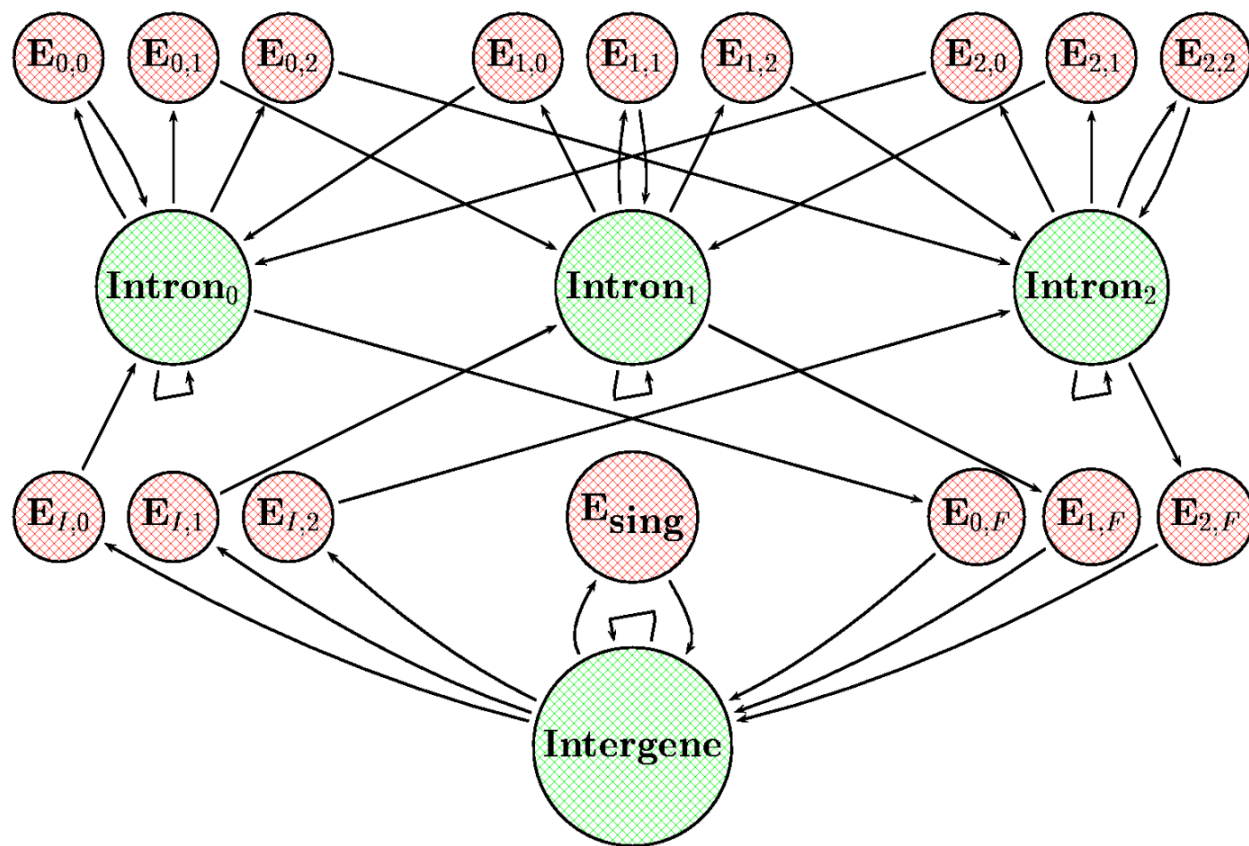 E0,0 E0,1 E0,2 E1,0 E1,1 E1,2 E2,0 E2,1 E2,2
Intron0 Intron1 Intron2
EI,0 EI,1 EI,2 Esing E0,F E1,F E2,F
Intergene